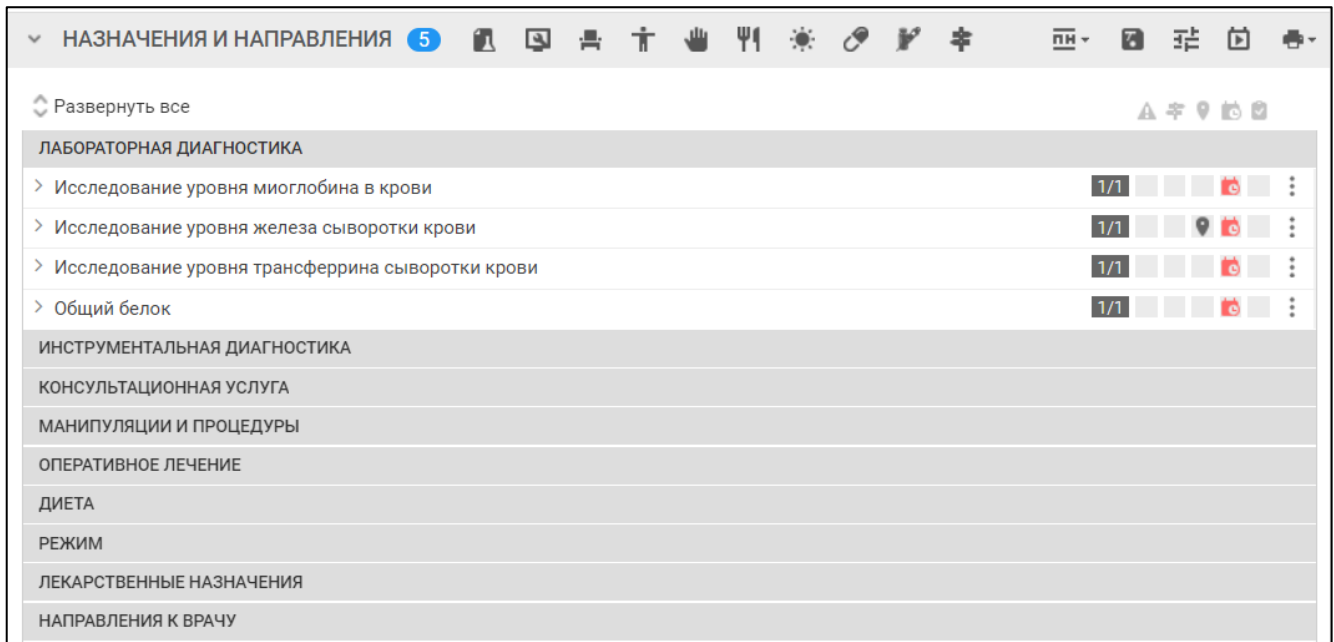 НАЗНАЧЕНИЯ И НАПРАВЛЕНИЯ 5 ПН
Развернуть все
ЛАБОРАТОРНАЯ ДИАГНОСТИКА
Исследование уровня миоглобина в крови 1/1
Исследование уровня железа сыворотки крови 1/1
Исследование уровня трансферрина сыворотки крови 1/1
Общий белок 1/1
ИНСТРУМЕНТАЛЬНАЯ ДИАГНОСТИКА
КОНСУЛЬТАЦИОННАЯ УСЛУГА
МАНИПУЛЯЦИИ И ПРОЦЕДУРЫ
ОПЕРАТИВНОЕ ЛЕЧЕНИЕ
ДИЕТА
РЕЖИМ
ЛЕКАРСТВЕННЫЕ НАЗНАЧЕНИЯ
НАПРАВЛЕНИЯ К ВРАЧУ